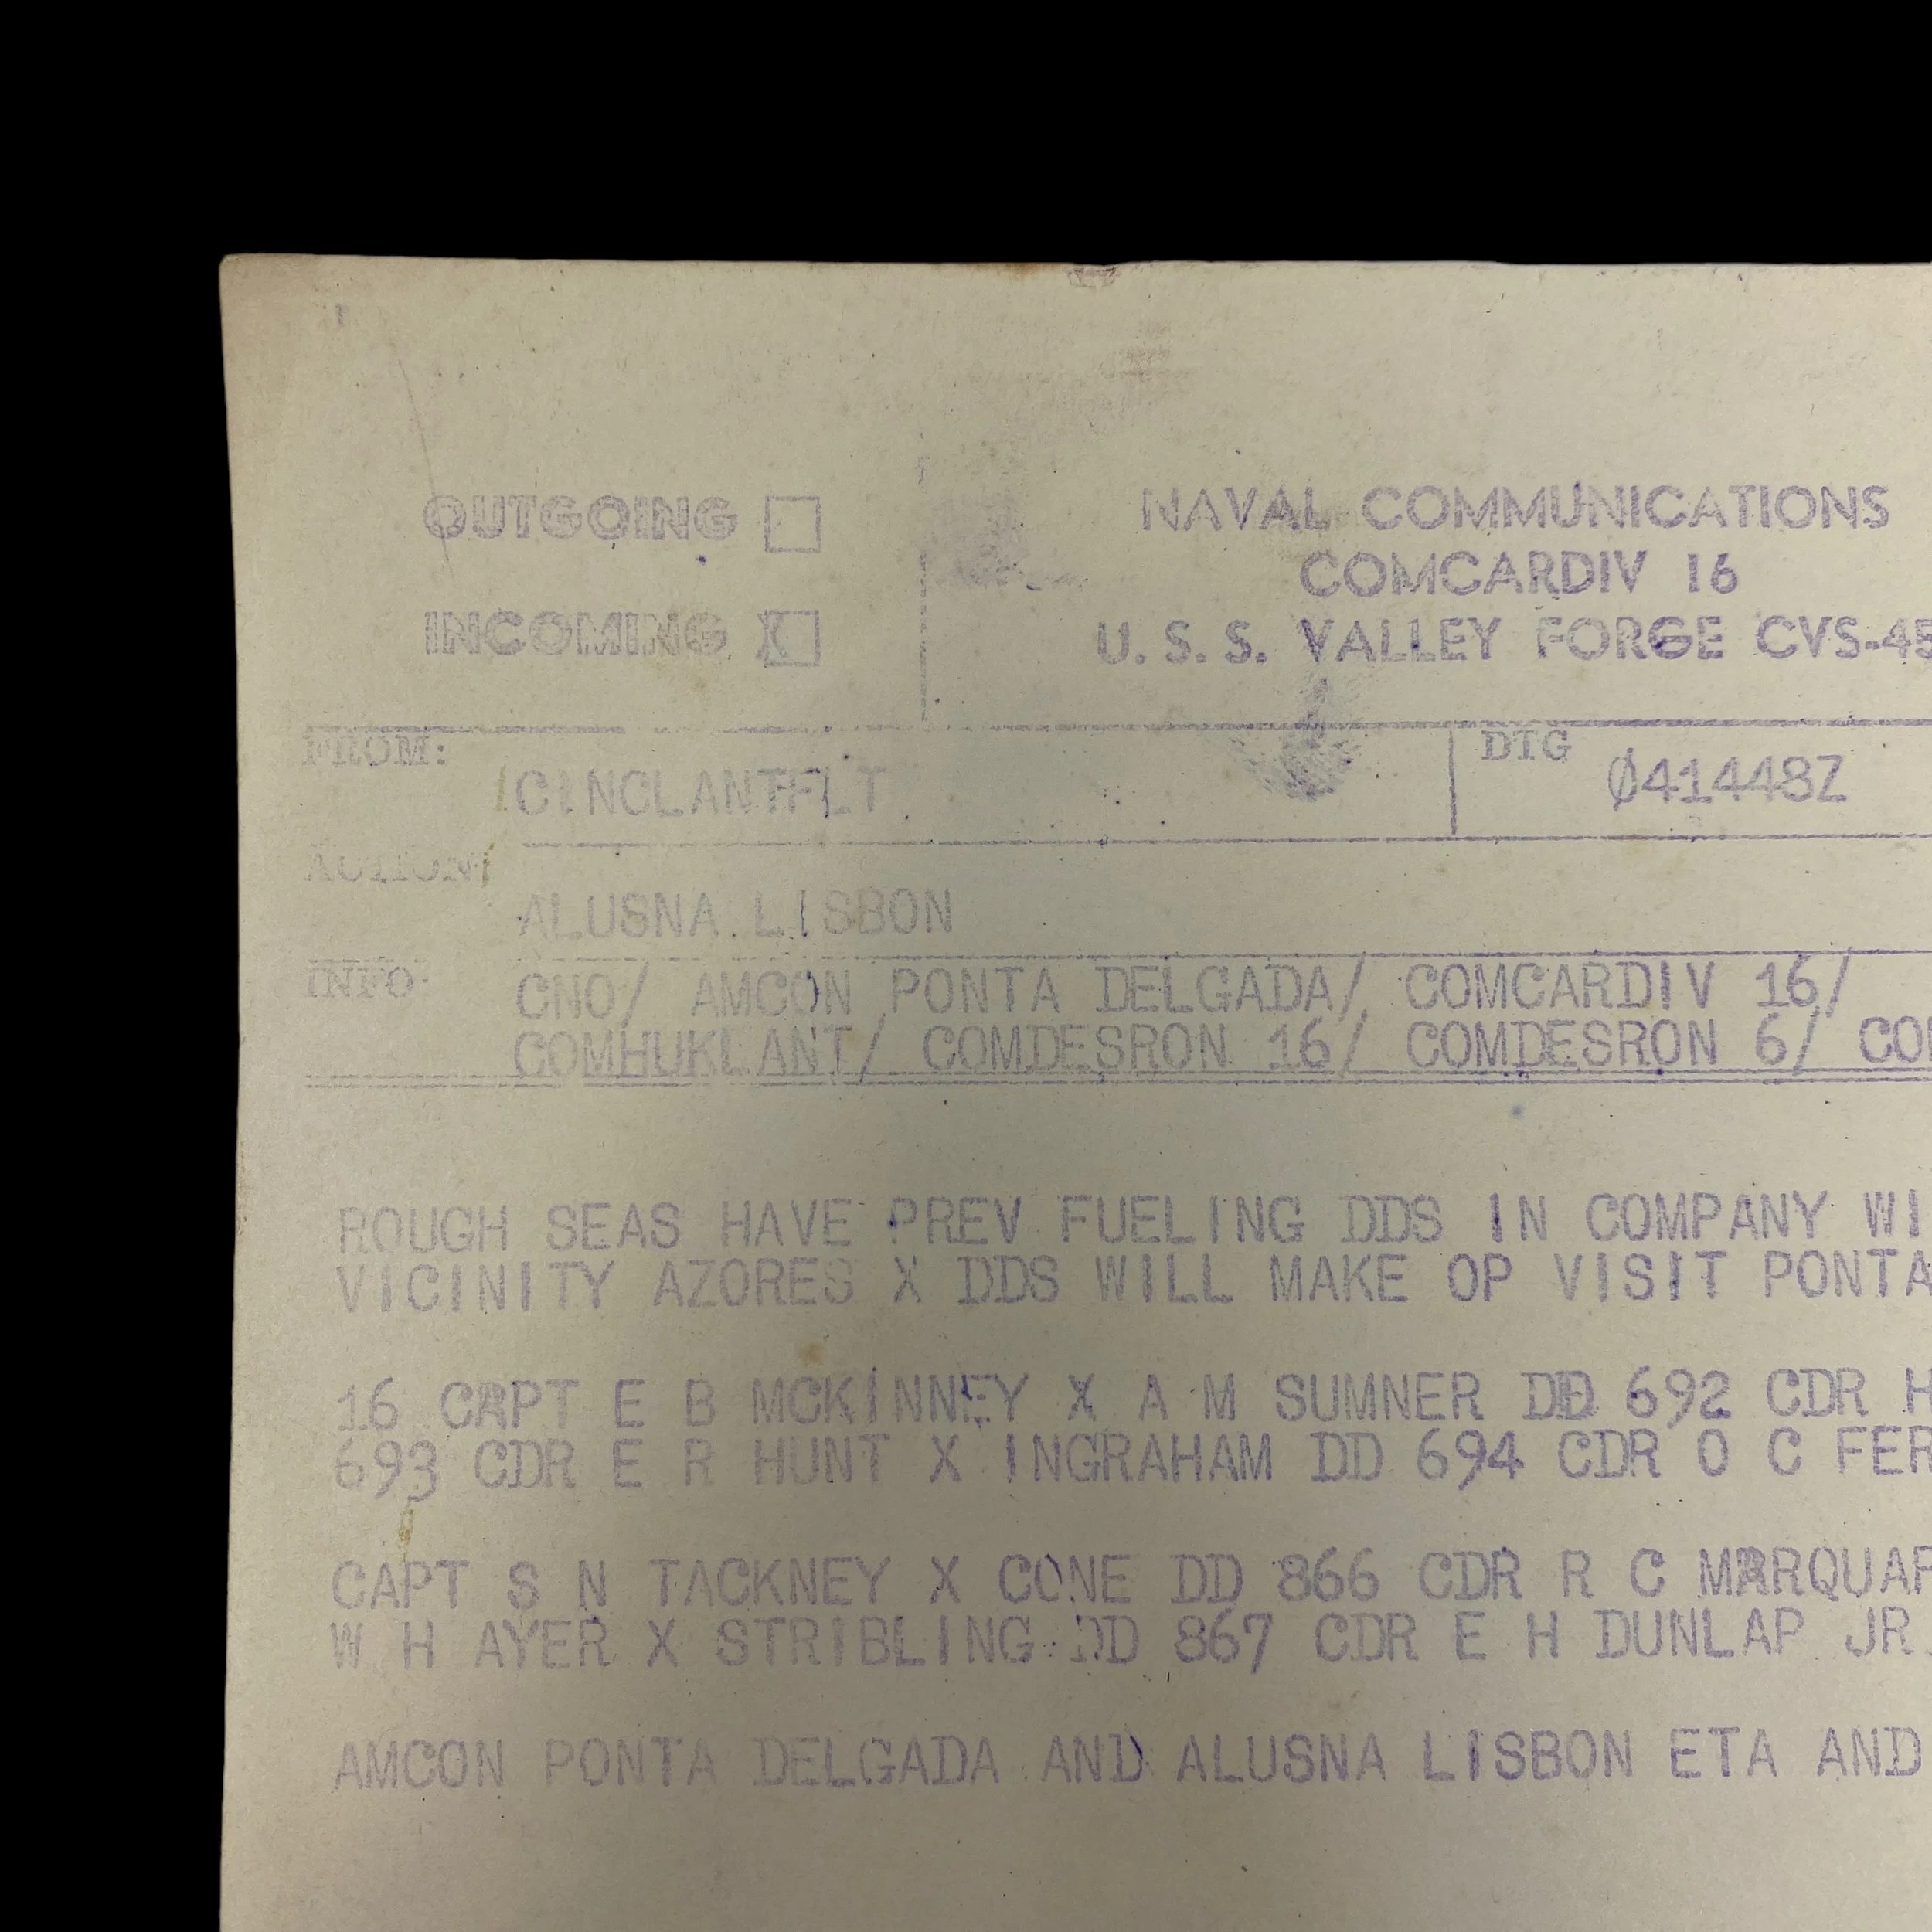 OUTGOING
NAVAL COMMUNICATIONS
COMCARDIV 16
INCOMING X
U.S.S. VALLEY FORGE CVS-45
FROM:
CINCLANTFLT
DTG
Ø41448Z
ACTION:
ALUSNA LISBON
INFO:
CNO/ AMCON PONTA DELGADA/ COMCARDIV 16/
COMHUKLANT/ COMDESRON 16/ COMDESRON 6/
ROUGH SEAS HAVE PREV FUELING DDS IN COMPANY
VICINITY AZORES X DDS WILL MAKE OP VISIT PONTA
16 CAPT E B MCKINNEY X A M SUMNER DD 692 CDR H
693 CDR E R HUNT X INGRAHAM DD 694 CDR O C FER
CAPT S N TACKNEY X CONE DD 866 CDR R C MARQUAR
W H AYER X STRIBLING DD 867 CDR E H DUNLAP JR
AMCON PONTA DELGADA AND ALUSNA LISBON ETA AND